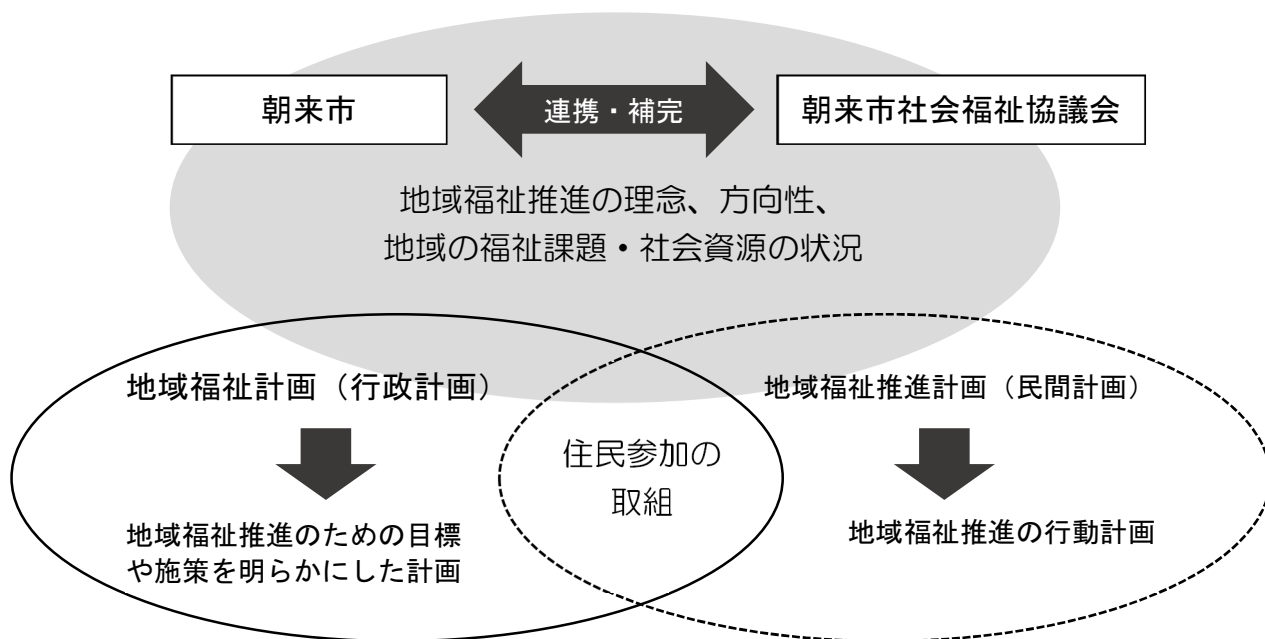 朝来市
連携・補完
朝来市社会福祉協議会
地域福祉推進の理念、方向性、
地域の福祉課題・社会資源の状況
地域福祉計画（行政計画）
地域福祉推進のための目標
や施策を明らかにした計画
住民参加の
取組
地域福祉推進計画（民間計画）
地域福祉推進の行動計画